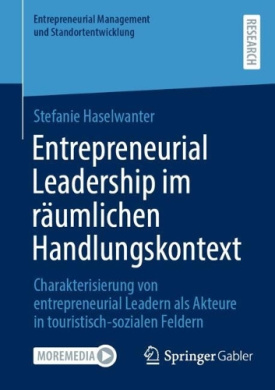 Entrepreneurial Management
und Standortentwicklung
RESEARCH
Stefanie Haselwanter
Entrepreneurial
Leadership im
räumlichen
Handlungskontext
Charakterisierung von
entrepreneurial Leadern als Akteure
in touristisch-sozialen Feldern
MOREMEDIA
Springer Gabler